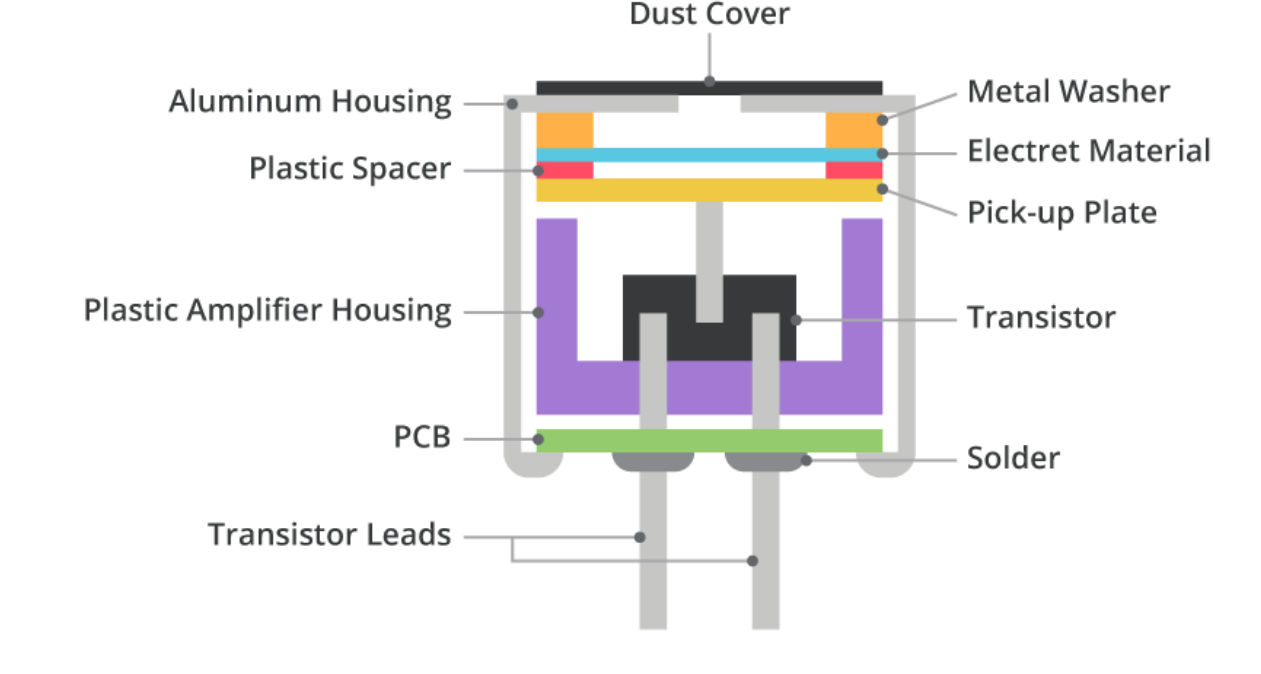 Dust Cover
Aluminum Housing
Metal Washer
Electret Material
Plastic Spacer
Pick-up Plate
Plastic Amplifier Housing
Transistor
PCB
Solder
Transistor Leads